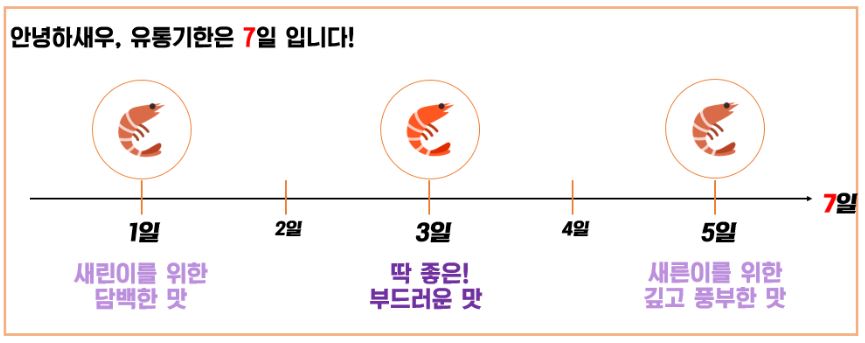 안녕하새우, 유통기한은 7일 입니다!
1일
2일
3일
4일
5일
7일
새린이를 위한
담백한 맛
딱 좋은!
부드러운 맛
새른이를 위한
깊고 풍부한 맛